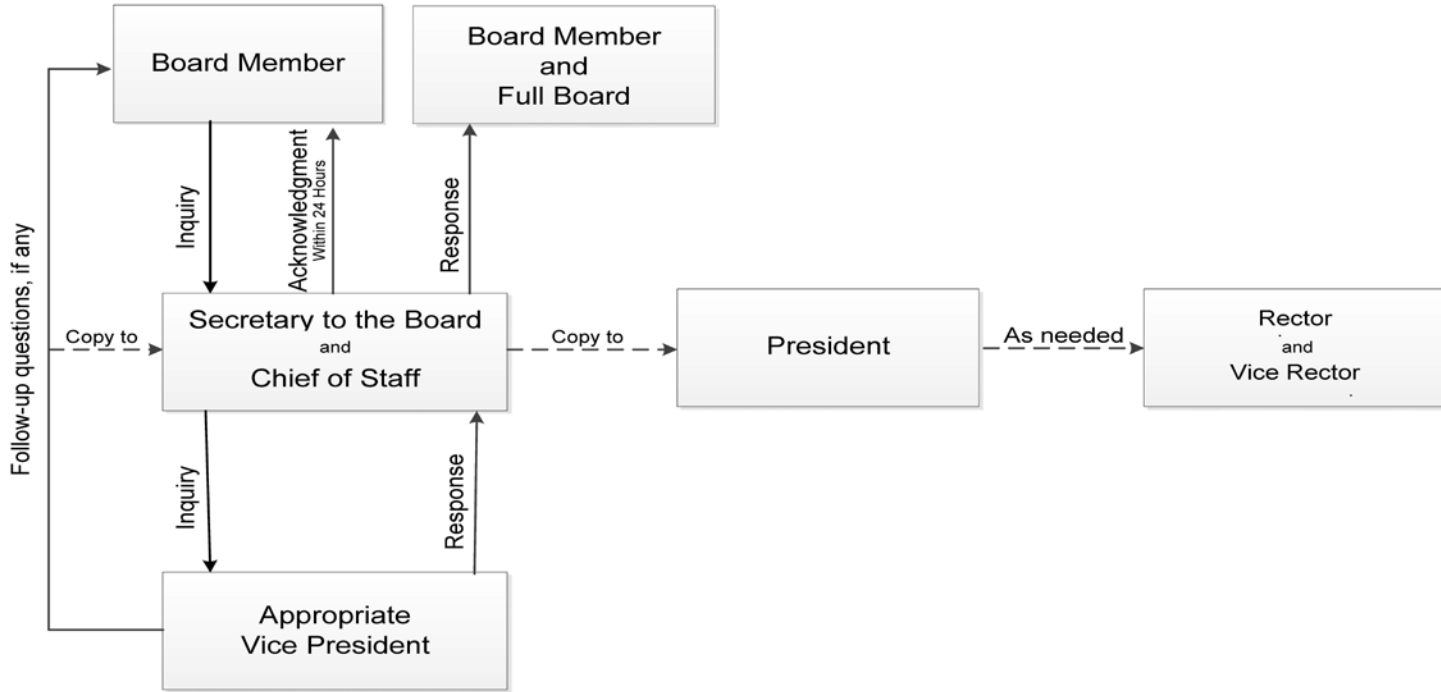 Board Member
Board Member
and
Full Board
Inquiry
Acknowledgment
Within 24 Hours
Response
Follow-up questions, if any
Copy to
Secretary to the Board
and
Chief of Staff
Copy to
President
As needed
Rector
and
Vice Rector
Inquiry
Response
Appropriate
Vice President